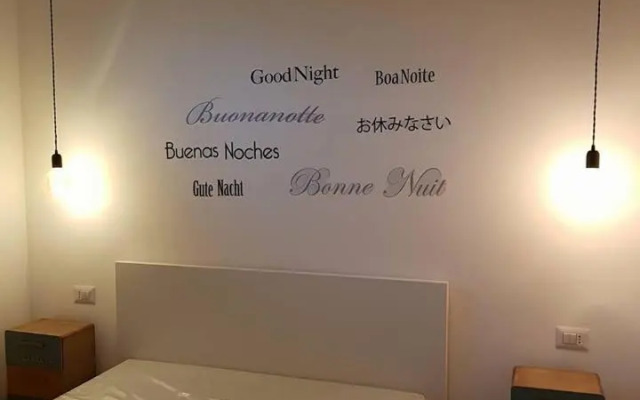 Good Night
Boa Noite
Buonanotte
お休みなさい
Buenas Noches
Gute Nacht
Bonne Nuit